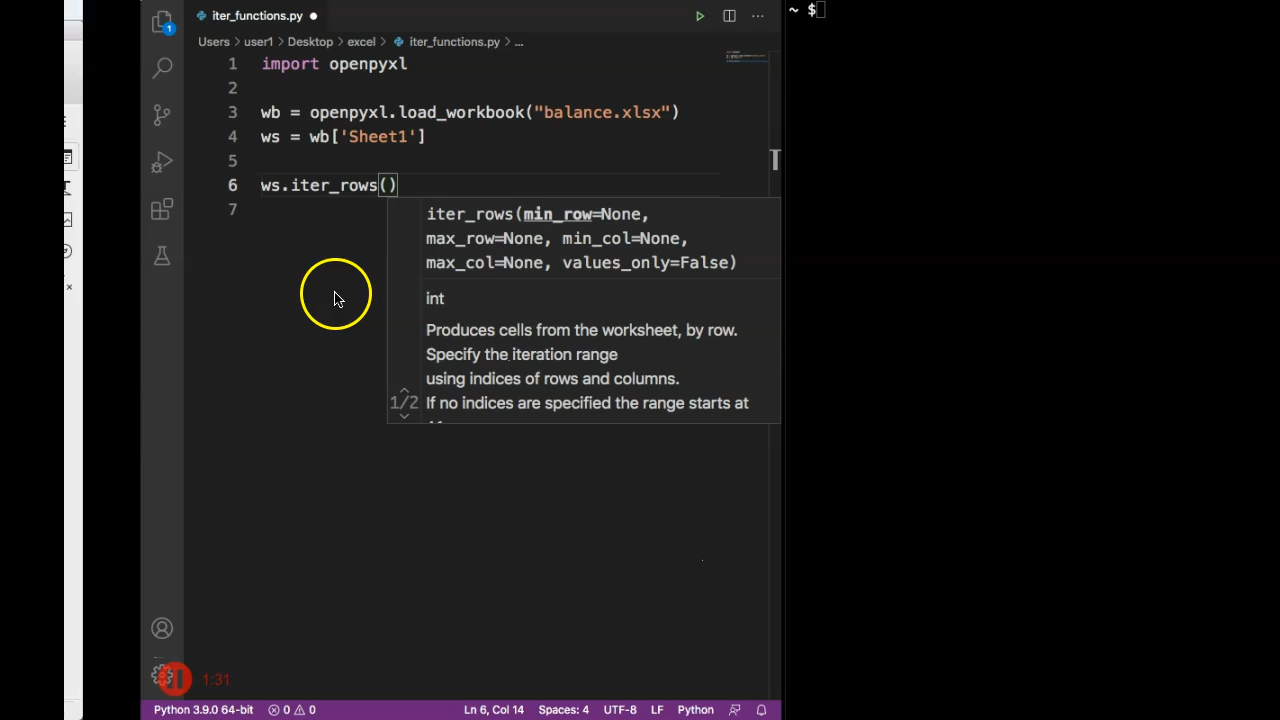 iter_functions.py
~ $
Users > user1 > Desktop > excel > iter_functions.py > ...
1 import openpyxl
2
3 wb = openpyxl.load_workbook("balance.xlsx")
4 ws = wb['Sheet1']
5
6 ws.iter_rows()
7
iter_rows(min_row=None,
max_row=None, min_col=None,
max_col=None, values_only=False)
int
Produces cells from the worksheet, by row.
Specify the iteration range
using indices of rows and columns.
1/2 If no indices are specified the range starts at
1:31
Python 3.9.0 64-bit 0 0 Ln 6, Col 14 Spaces: 4 UTF-8 LF Python